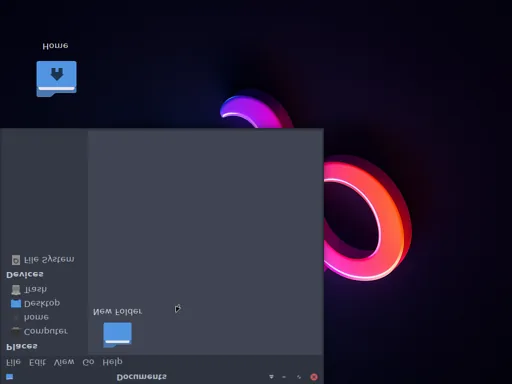 Documents
File Edit View Go Help
Places
Computer
home
Desktop
Trash
Devices
File System
New Folder
Home